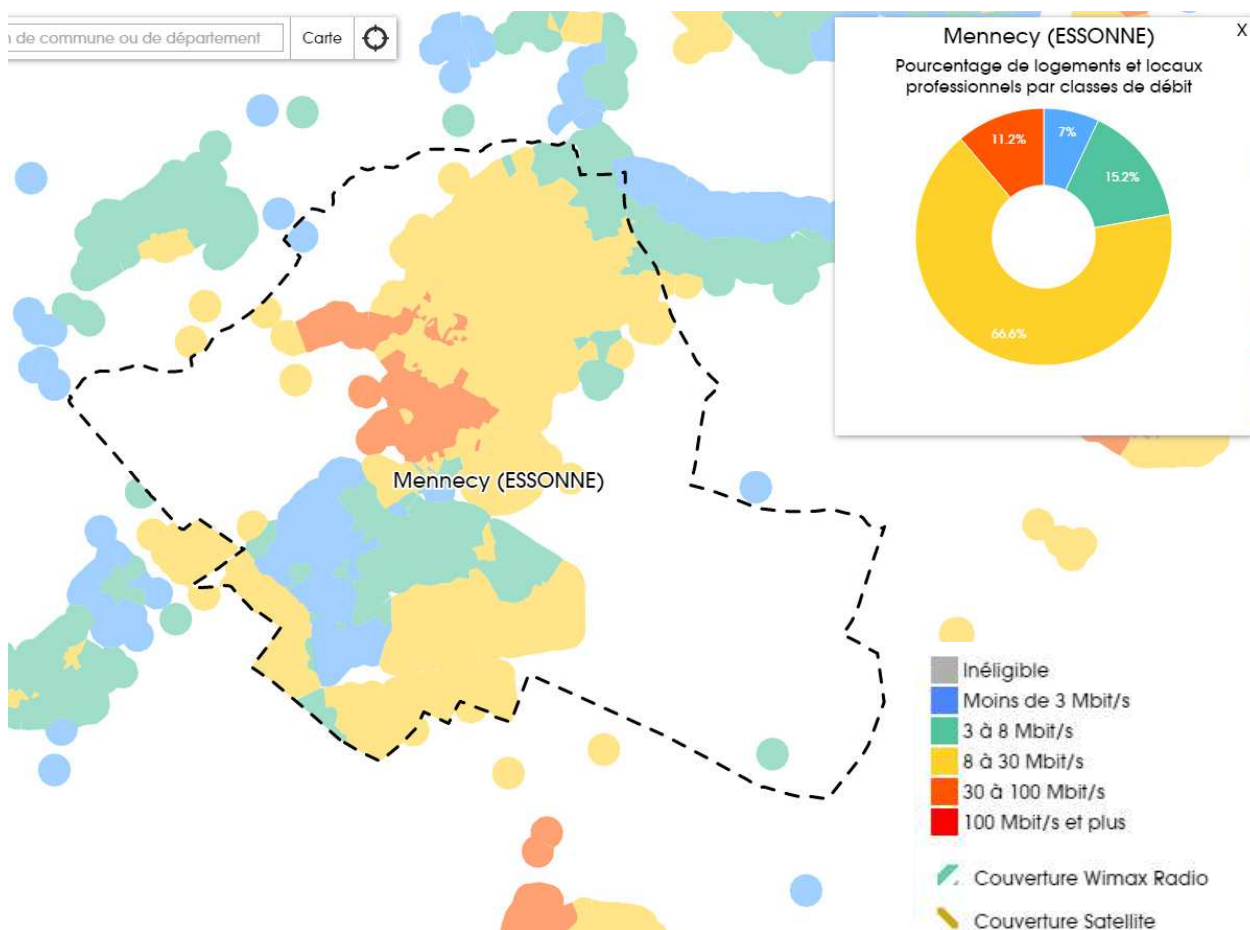 n de commune ou de département
Carte
X
Mennecy (ESSONNE)
Pourcentage de logements et locaux
professionnels par classes de débit
11.2%
7%
15.2%
66.6%
Mennecy (ESSONNE)
Inéligible
Moins de 3 Mbit/s
3 à 8 Mbit/s
8 à 30 Mbit/s
30 à 100 Mbit/s
100 Mbit/s et plus
Couverture Wimax Radio
Couverture Satellite